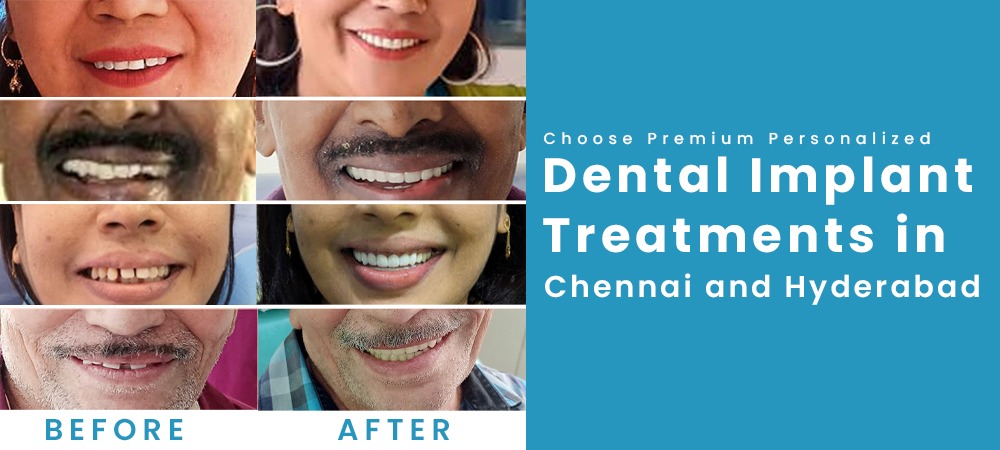 BEFORE
AFTER
Choose Premium Personalized
Dental Implant
Treatments in
Chennai and Hyderabad